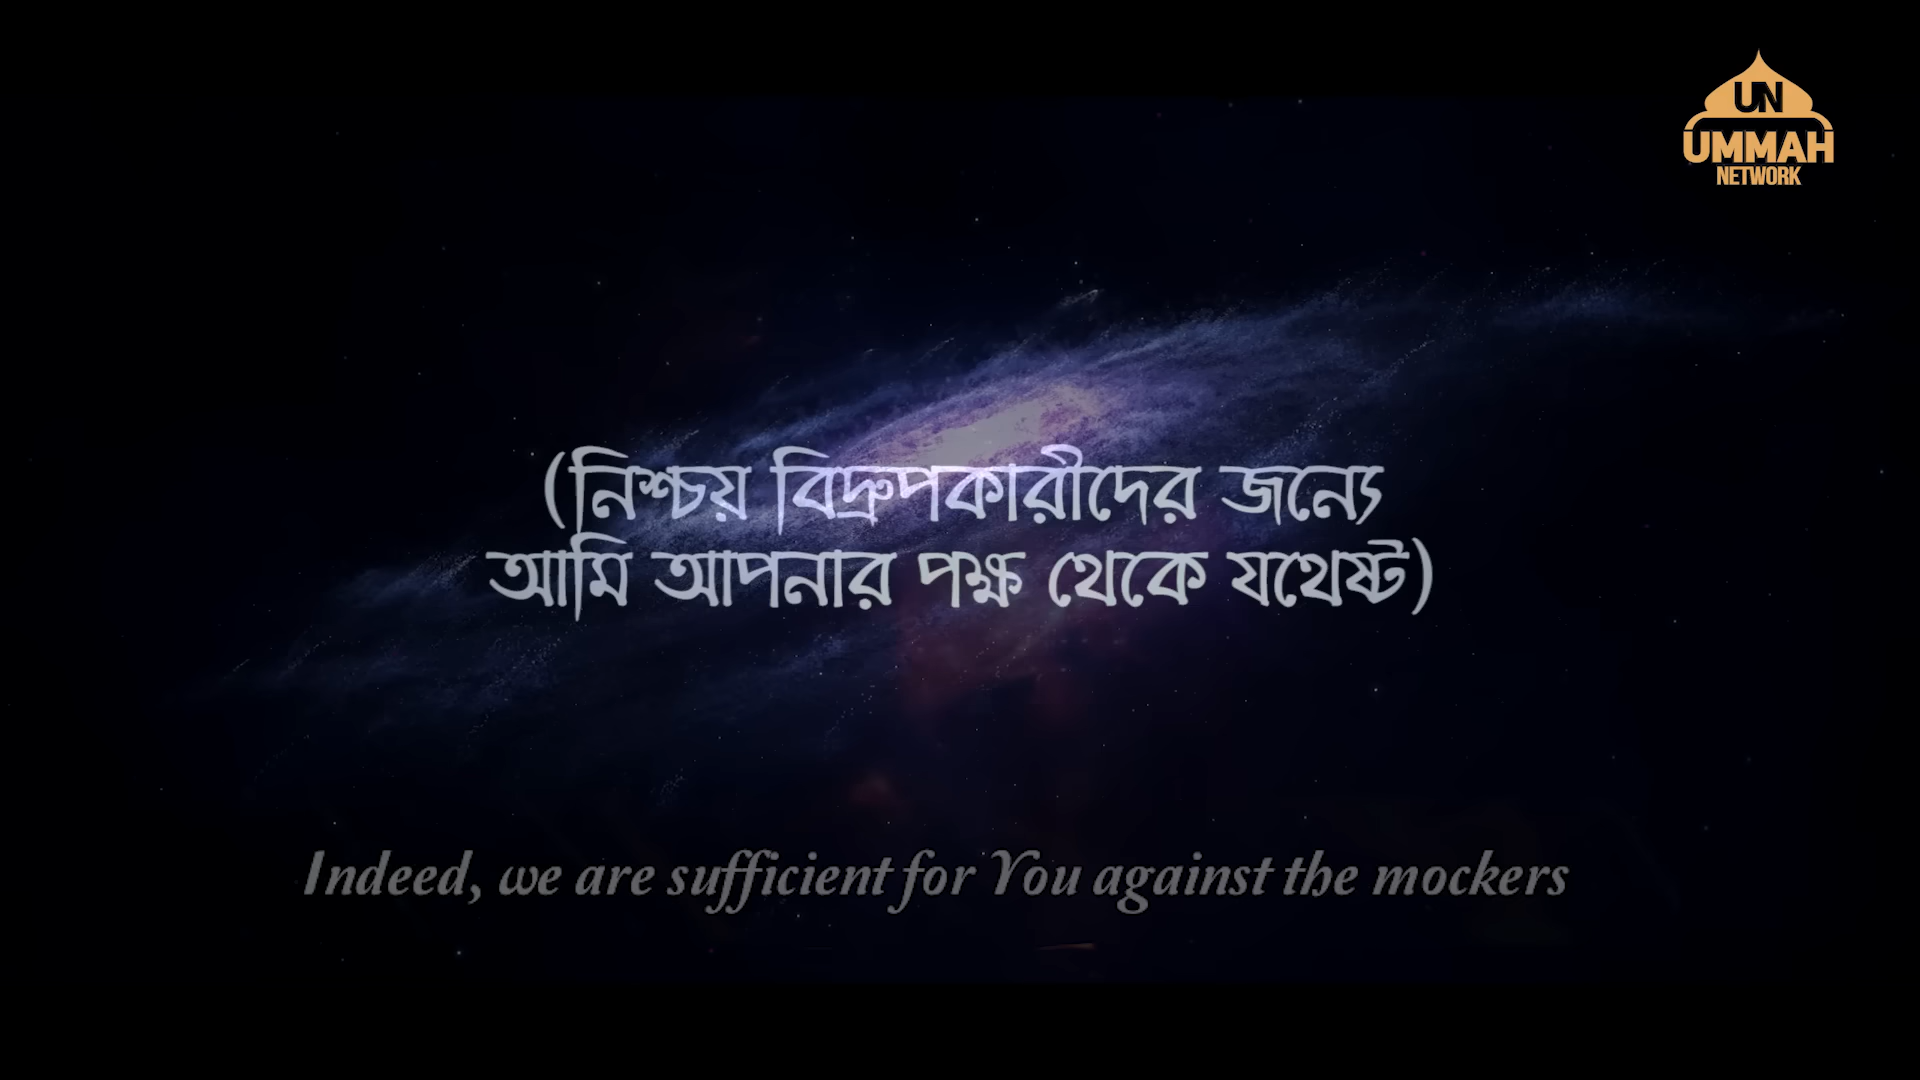 UN
UMMAH
NETWORK
(নিশ্চয় বিদ্রুপকারীদের জন্যে
আমি আপনার পক্ষ থেকে যথেষ্ট)
Indeed, we are sufficient for You against the mockers